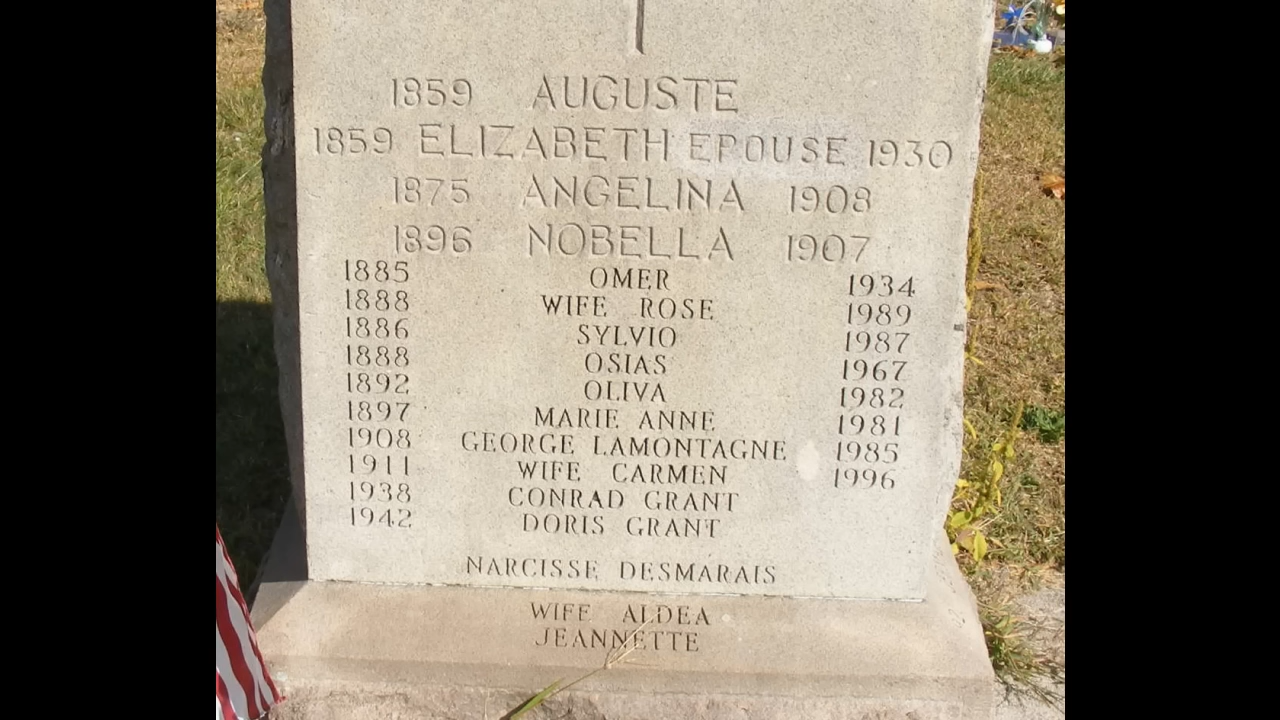 1859 AUGUSTE
1859 ELIZABETH EPOUSE 1930
1875 ANGELINA 1908
1896 NOBELLA 1907
1885 OMER 1934
1888 WIFE ROSE 1989
1886 SYLVIO 1987
1888 OSIAS 1967
1892 OLIVA 1982
1897 MARIE ANNE 1981
1908 GEORGE LAMONTAGNE 1985
1911 WIFE CARMEN 1996
1938 CONRAD GRANT
1942 DORIS GRANT
NARCISSE DESMARAIS
WIFE ALDEA
JEANNETTE